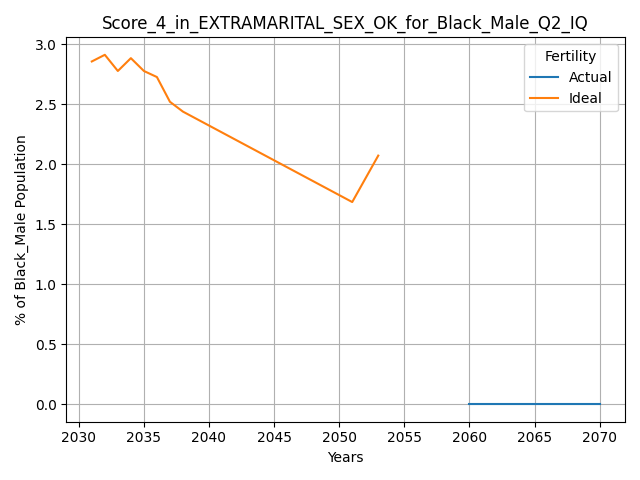 Score_4_in_EXTRAMARITAL_SEX_OK_for_Black_Male_Q2_IQ
Fertility
Actual
Ideal
% of Black_Male Population
3.0
2.5
2.0
1.5
1.0
0.5
0.0
2030 2035 2040 2045 2050 2055 2060 2065 2070
Years